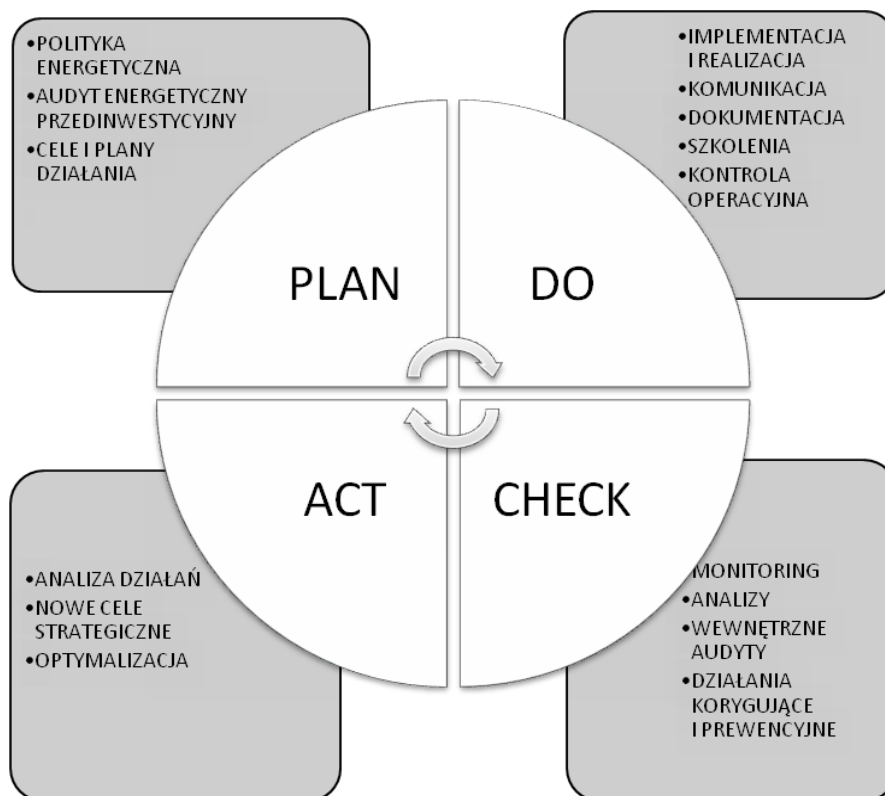 •POLITYKA
ENERGETYCZNA
•AUDYT ENERGETYCZNY
PRZEDINWESTYCYJNY
•CELE I PLANY
DZIAŁANIA
•IMPLEMENTACJA
I REALIZACJA
•KOMUNIKACJA
•DOKUMENTACJA
•SZKOLENIA
•KONTROLA
OPERACYJNA
PLAN
DO
ACT
CHECK
•ANALIZA DZIAŁAŃ
•NOWE CELE
STRATEGICZNE
•OPTYMALIZACJA
MONITORING
•ANALIZY
•WEWNĘTRZNE
AUDYTY
•DZIAŁANIA
KORYGUJĄCE
I PREWENCYJNE